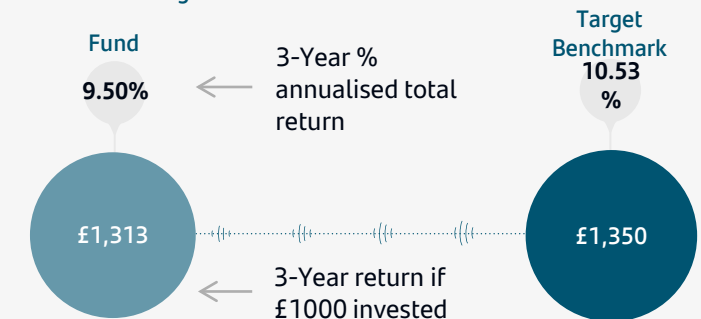 Fund
9.50%
3-Year %
annualised total
return
Target
Benchmark
10.53
%
£1,313
£1,350
3-Year return if
£1000 invested